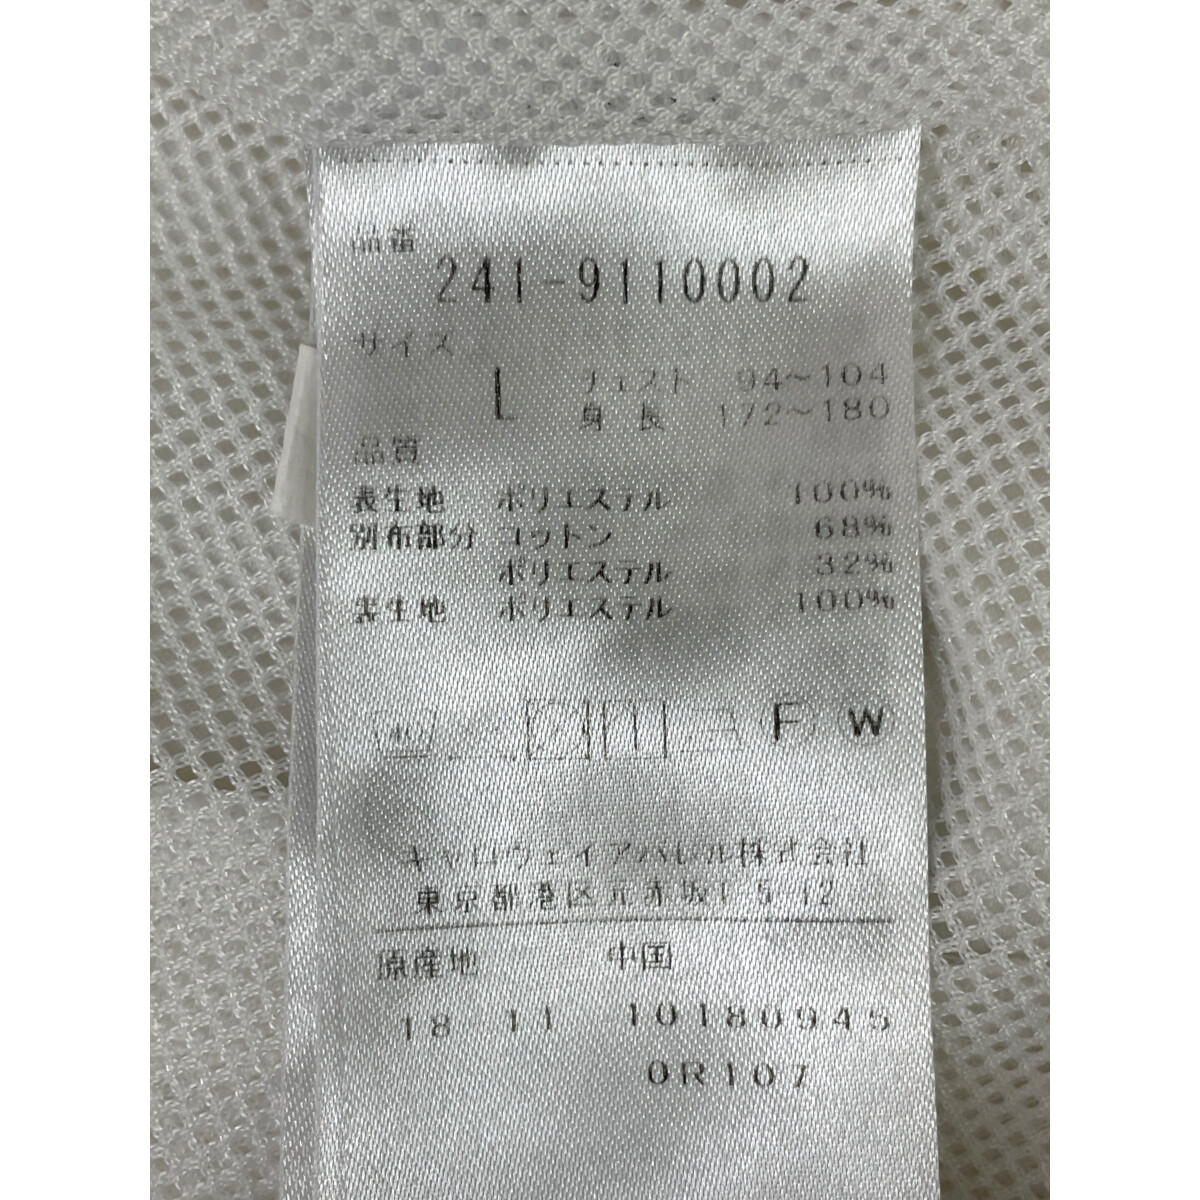 品番
241-9110002
サイズ
L チェスト 94～104
身長 172～180
品質
表生地 ポリエステル 100%
別布部分 コットン 68%
ポリエステル 32%
裏生地 ポリエステル 100%
F W
キャロウェイアパレル株式会社
東京都港区元赤坂1-5-12
原産地 中国
18 11 10180945
0R107